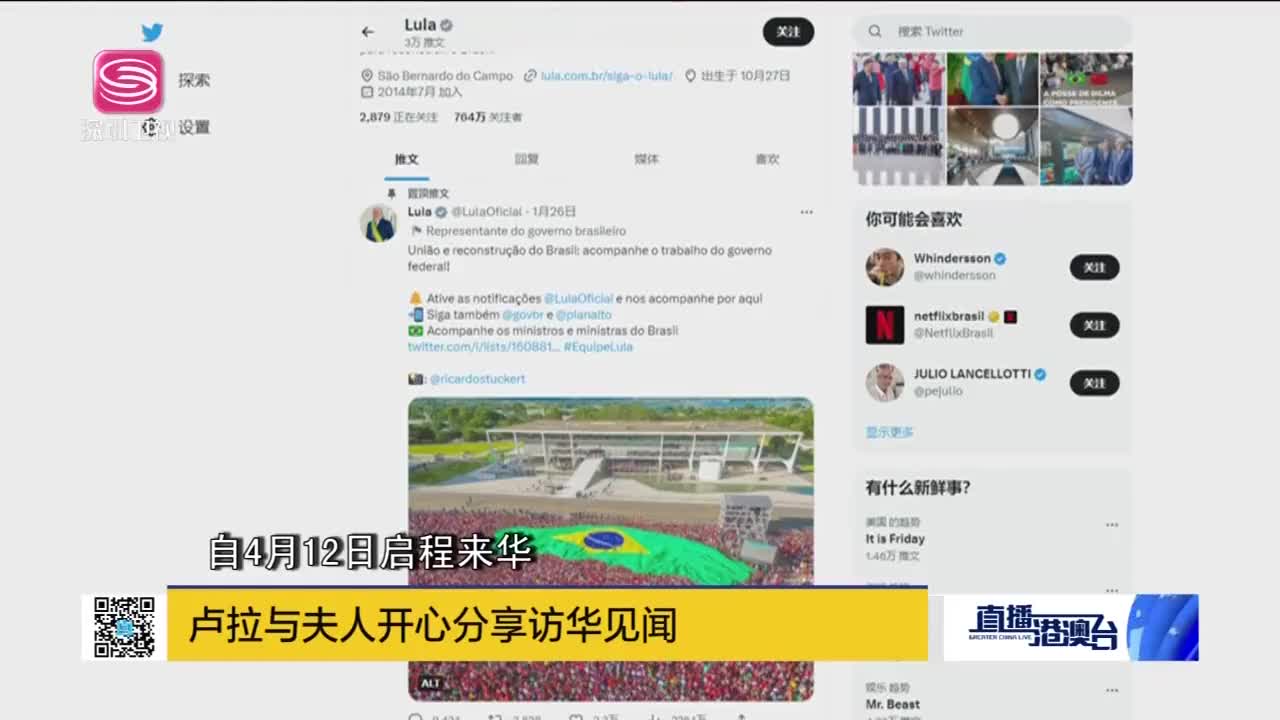 Lula
3万 推文
关注
搜索 Twitter
探索
São Bernardo do Campo
lula.com.br/siga-o-lula/
出生于 10月27日
2014年7月 加入
2,879 正在关注 764万 关注者
深圳卫视
设置
A POSSE DE DILMA
COMO PRESIDENTE
推文
回复
媒体
喜欢
置顶推文
Lula @LulaOficial · 1月26日
Representante do governo brasileiro
União e reconstrução do Brasil: acompanhe o trabalho do governo
federal!
Ative as notificações @LulaOficial e nos acompanhe por aqui
Siga também @govbr e @planalto
Acompanhe os ministros e ministras do Brasil
twitter.com/i/lists/160881... #EquipeLula
: @ricardostuckert
你可能会喜欢
Whindersson
@whindersson
关注
netflixbrasil
@NetflixBrasil
关注
JULIO LANCELLOTTI
@pejulio
关注
显示更多
有什么新鲜事?
美国 的趋势
It is Friday
1.46万 推文
自4月12日启程来华
卢拉与夫人开心分享访华见闻
直播港澳台
GREATER CHINA LIVE
ALT
娱乐 趋势
Mr. Beast